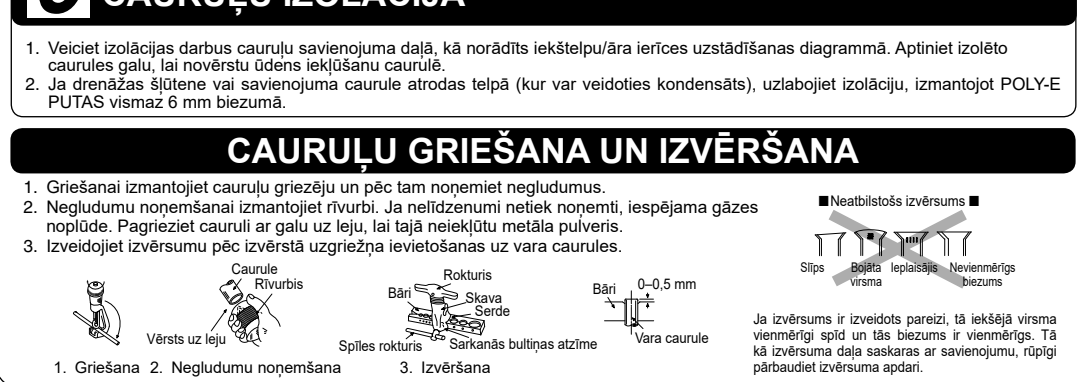 CAURUĻU IZOLĀCIJA
1. Veiciet izolācijas darbus cauruļu savienojuma daļā, kā norādīts iekštelpu/āra ierīces uzstādīšanas diagrammā. Aptiniet izolēto
caurules galu, lai novērstu ūdens iekļūšanu caurulē.
2. Ja drenāžas šļūtene vai savienojuma caurule atrodas telpā (kur var veidoties kondensāts), uzlabojiet izolāciju, izmantojot POLY-E
PUTAS vismaz 6 mm biezumā.
CAURUĻU GRIEŠANA UN IZVĒRŠANA
1. Griešanai izmantojiet cauruļu griezēju un pēc tam noņemiet negludumus.
2. Negludumu noņemšanai izmantojiet rīvurbi. Ja nelīdzenumi netiek noņemti, iespējama gāzes
noplūde. Pagrieziet cauruli ar galu uz leju, lai tajā neiekļūtu metāla pulveris.
3. Izveidojiet izvērsumu pēc izvērstā uzgriežņa ievietošanas uz vara caurules.
Caurule
Rīvurbis
Vērsts uz leju
Rokturis
Bāri
Skava
Serde
Spīles rokturis
Sarkanās bultiņas atzīme
Bāri
0–0,5 mm
Vara caurule
1. Griešana 2. Negludumu noņemšana 3. Izvēršana
■Neatbilstošs izvērsums ■
Slīps Bojāta Ieplaisājis Nevienmērīgs
virsma biezums
Ja izvērsums ir izveidots pareizi, tā iekšējā virsma
vienmērīgi spīd un tās biezums ir vienmērīgs. Tā
kā izvērsuma daļa saskaras ar savienojumu, rūpīgi
pārbaudiet izvērsuma apdari.